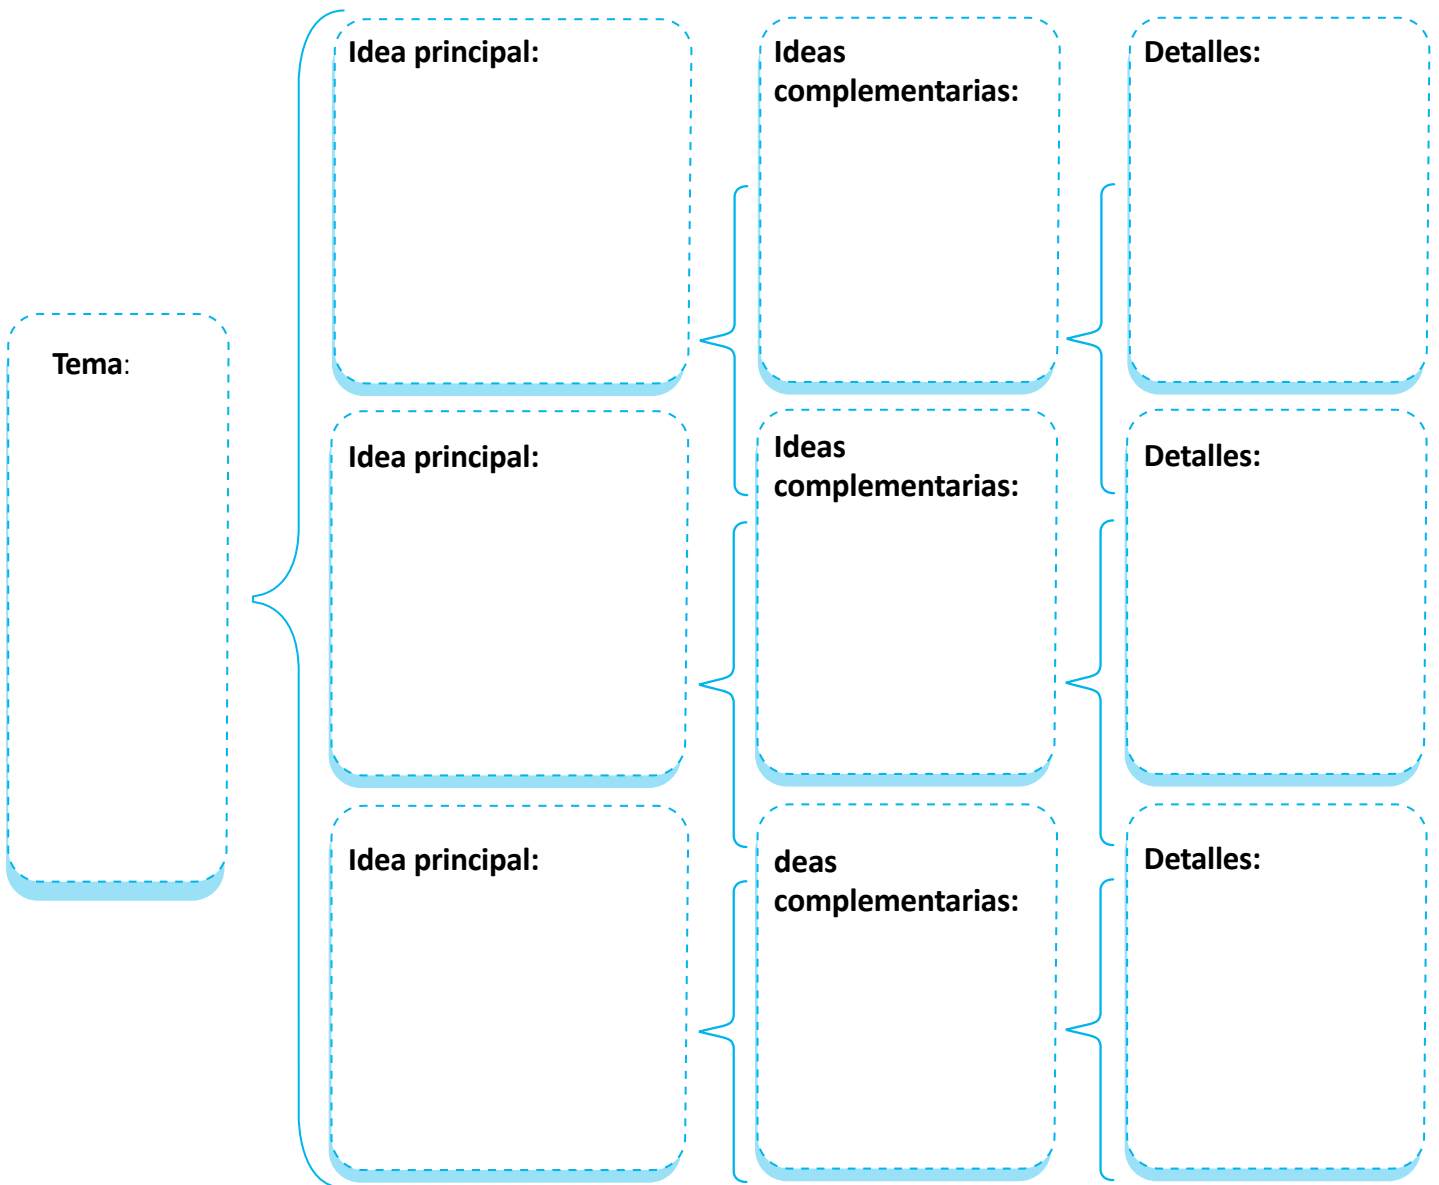 Idea principal:
Ideas
complementarias:
Detalles:
Tema:
Idea principal:
Ideas
complementarias:
Detalles:
Idea principal:
deas
complementarias:
Detalles: